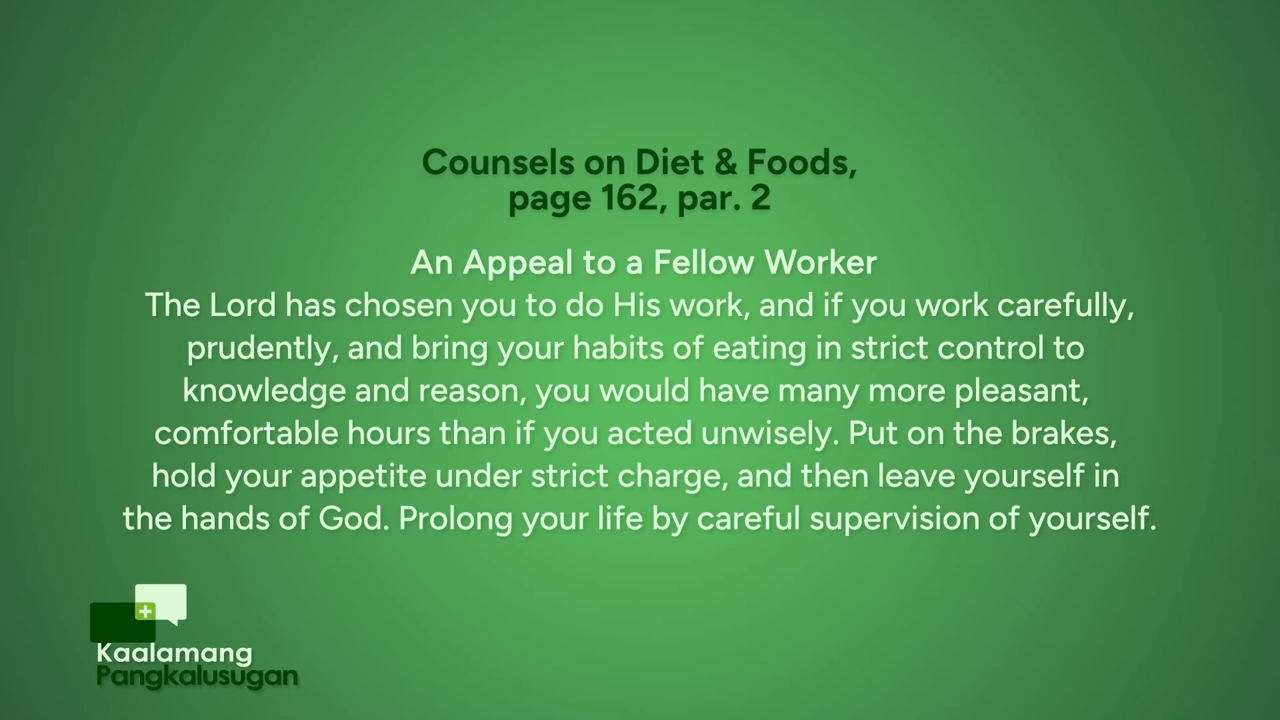 Counsels on Diet & Foods,
page 162, par. 2
An Appeal to a Fellow Worker
The Lord has chosen you to do His work, and if you work carefully,
prudently, and bring your habits of eating in strict control to
knowledge and reason, you would have many more pleasant,
comfortable hours than if you acted unwisely. Put on the brakes,
hold your appetite under strict charge, and then leave yourself in
the hands of God. Prolong your life by careful supervision of yourself.
Kaalamang
Pangkalusugan